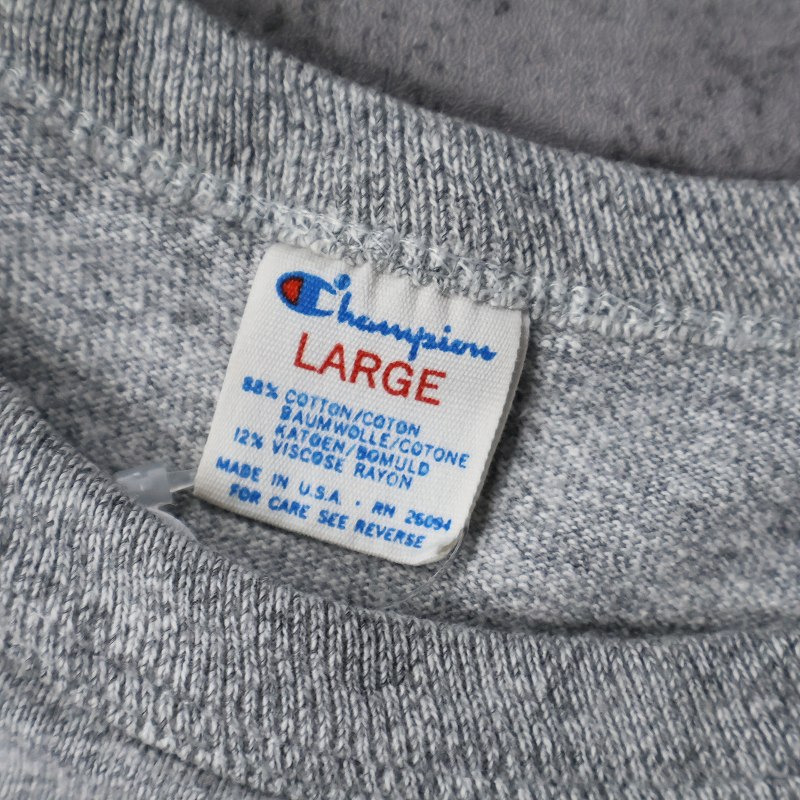 Champion
LARGE
88% COTTON/COTON
BAUMWOLLE/COTONE
KATOEN/BOMULD
12% VISCOSE RAYON
MADE IN U.S.A. · RN 26094
FOR CARE SEE REVERSE